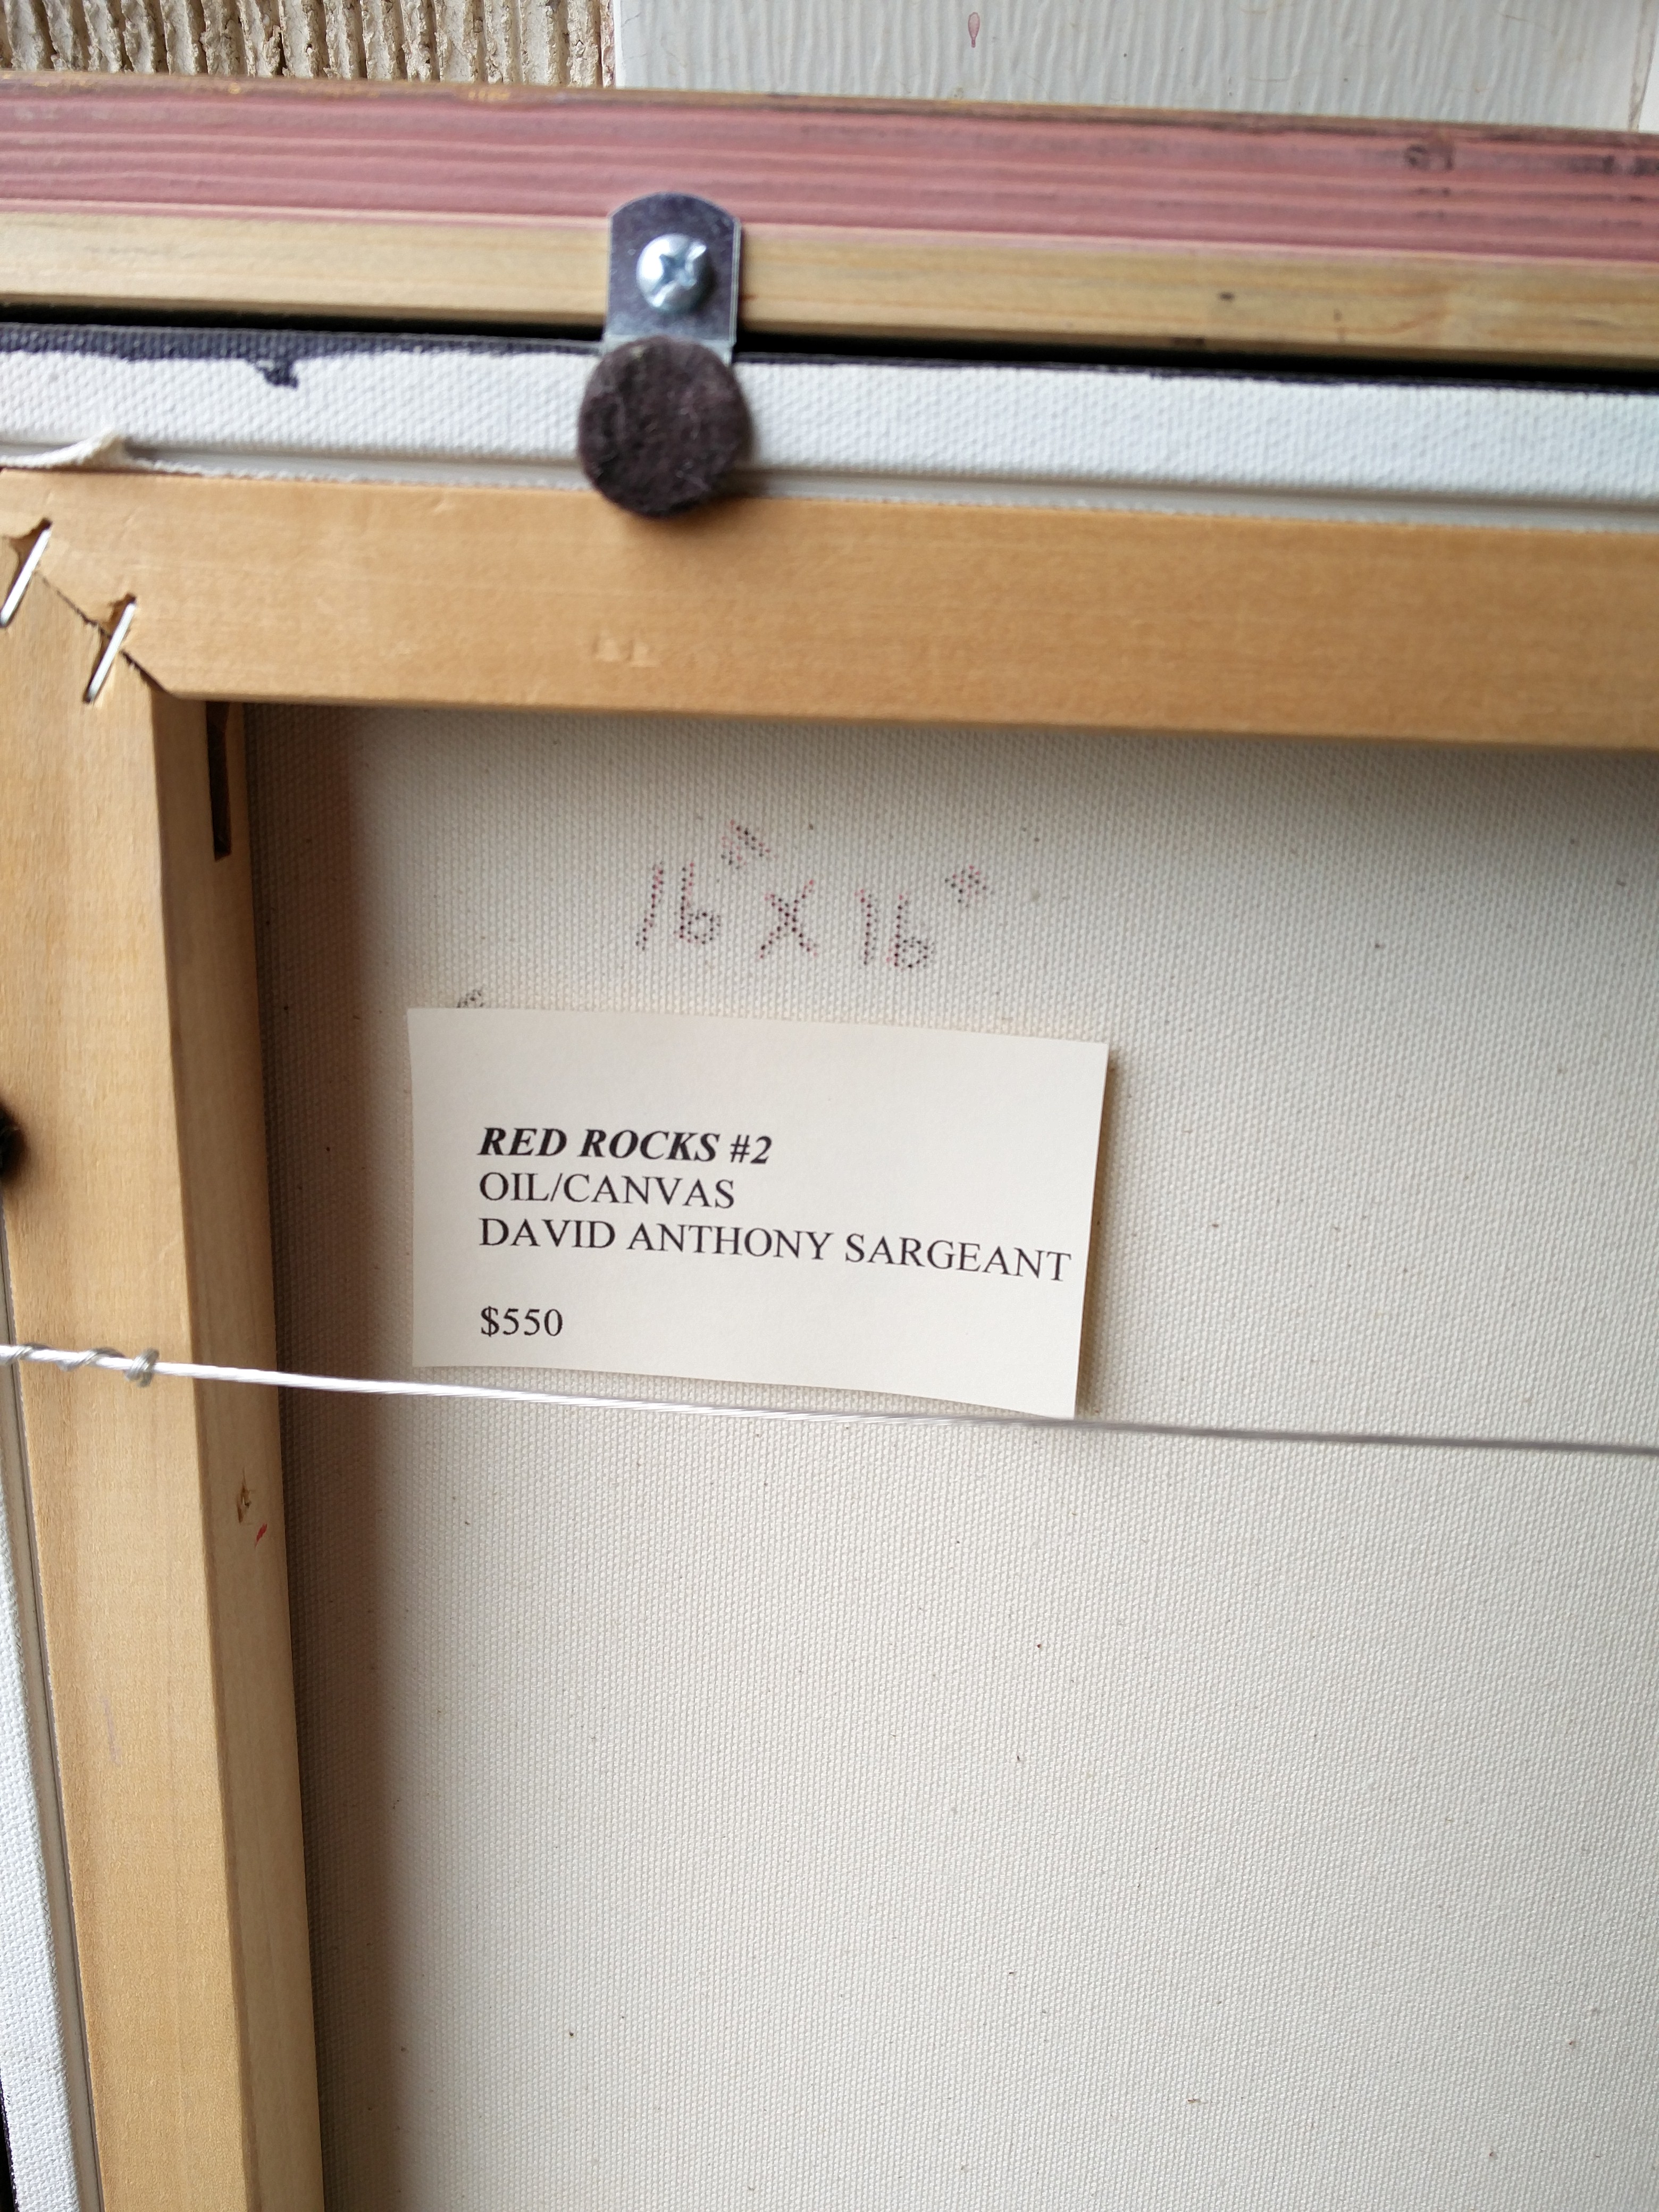 16" X 16"
RED ROCKS #2
OIL/CANVAS
DAVID ANTHONY SARGEANT
$550